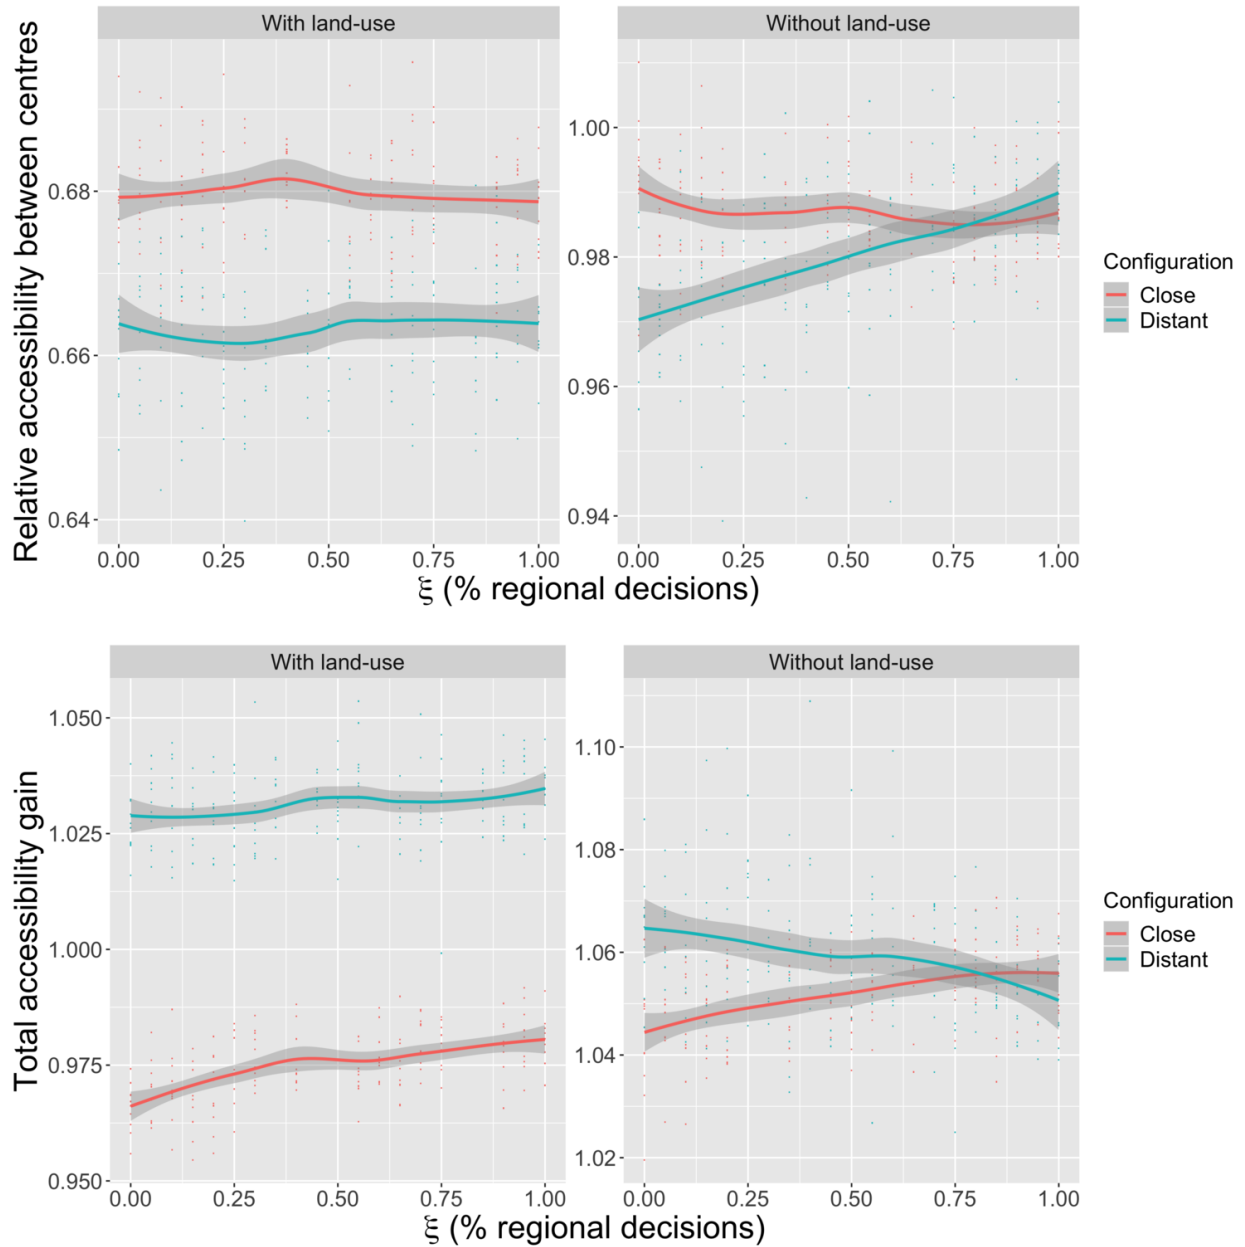 With land-use
Without land-use
Relative accessibility between centres
0.68
0.66
0.64
1.00
0.98
0.96
0.94
0.00 0.25 0.50 0.75 1.00
0.00 0.25 0.50 0.75 1.00
ξ (% regional decisions)
Configuration
Close
Distant
With land-use
Without land-use
Total accessibility gain
1.050
1.025
1.000
0.975
0.950
1.10
1.08
1.06
1.04
1.02
0.00 0.25 0.50 0.75 1.00
0.00 0.25 0.50 0.75 1.00
ξ (% regional decisions)
Configuration
Close
Distant